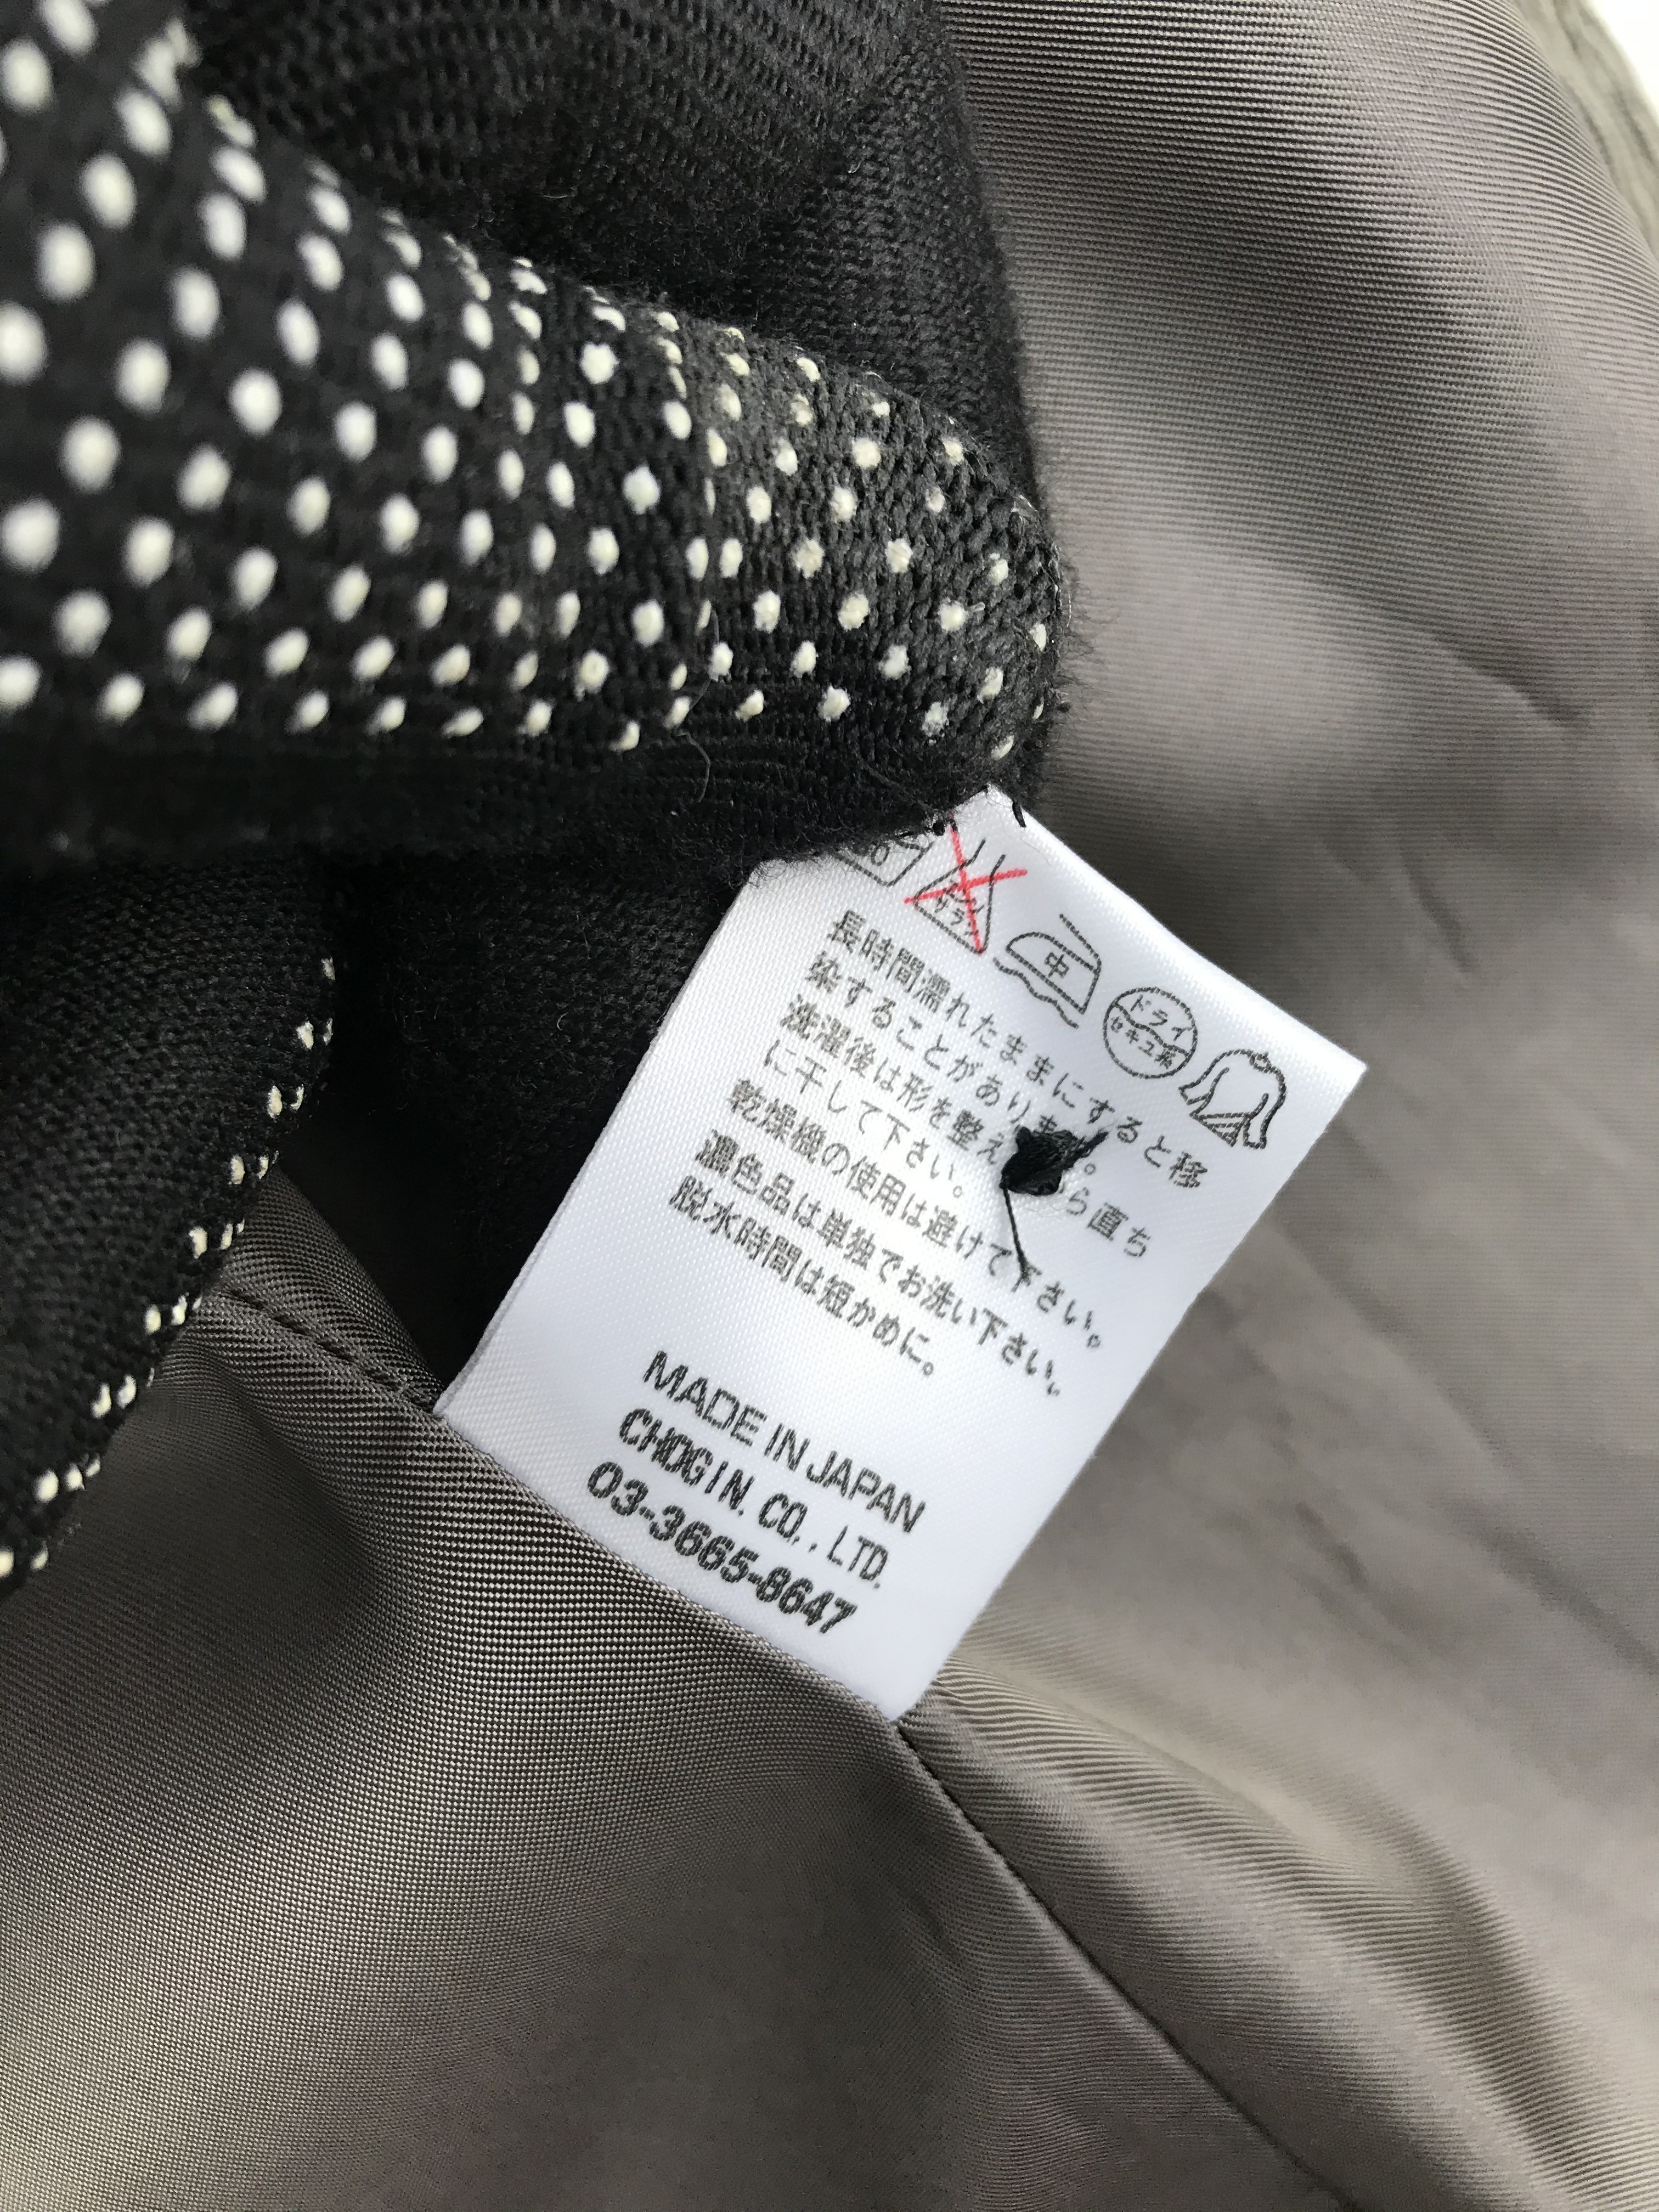 サラシ
中
ドライ
セキユ系
長時間濡れたままにすると移
染することがあります。
洗濯後は形を整え
ら直ち
に干して下さい。
乾燥機の使用は避けて下さい。
濃色品は単独でお洗い下さい。
脱水時間は短かめに。
MADE IN JAPAN
CHOGIN. CO., LTD.
03-3665-8647